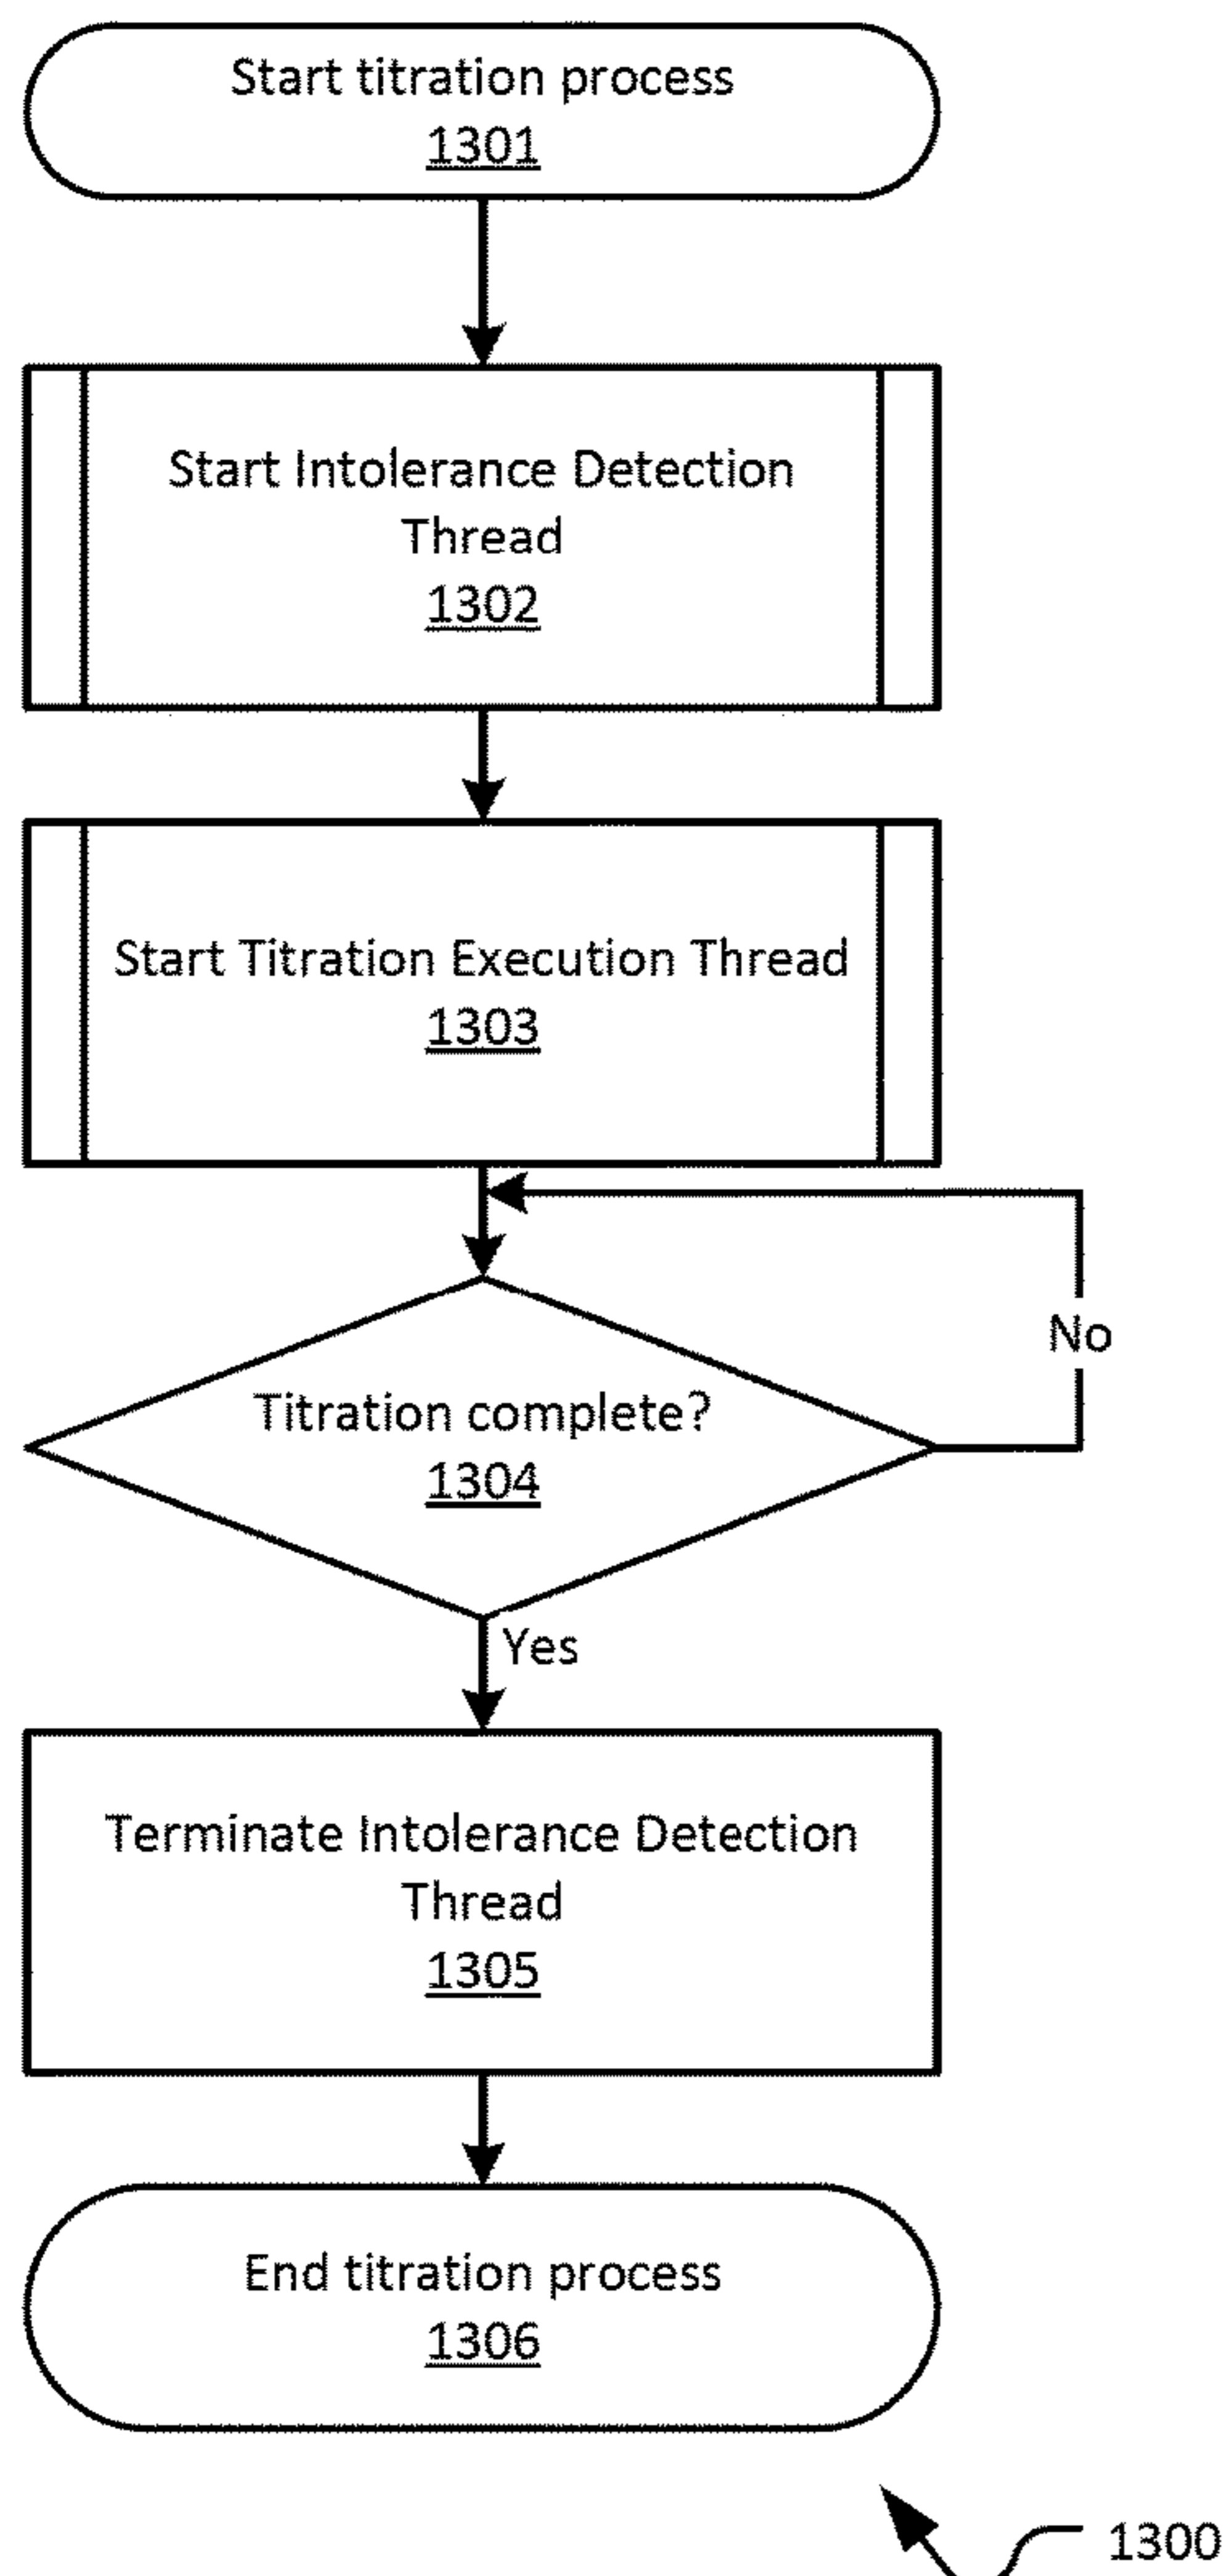 Start titration process
1301
Start Intolerance Detection
Thread
1302
Start Titration Execution Thread
1303
No
Titration complete?
1304
Yes
Terminate Intolerance Detection
Thread
1305
End titration process
1306
1300